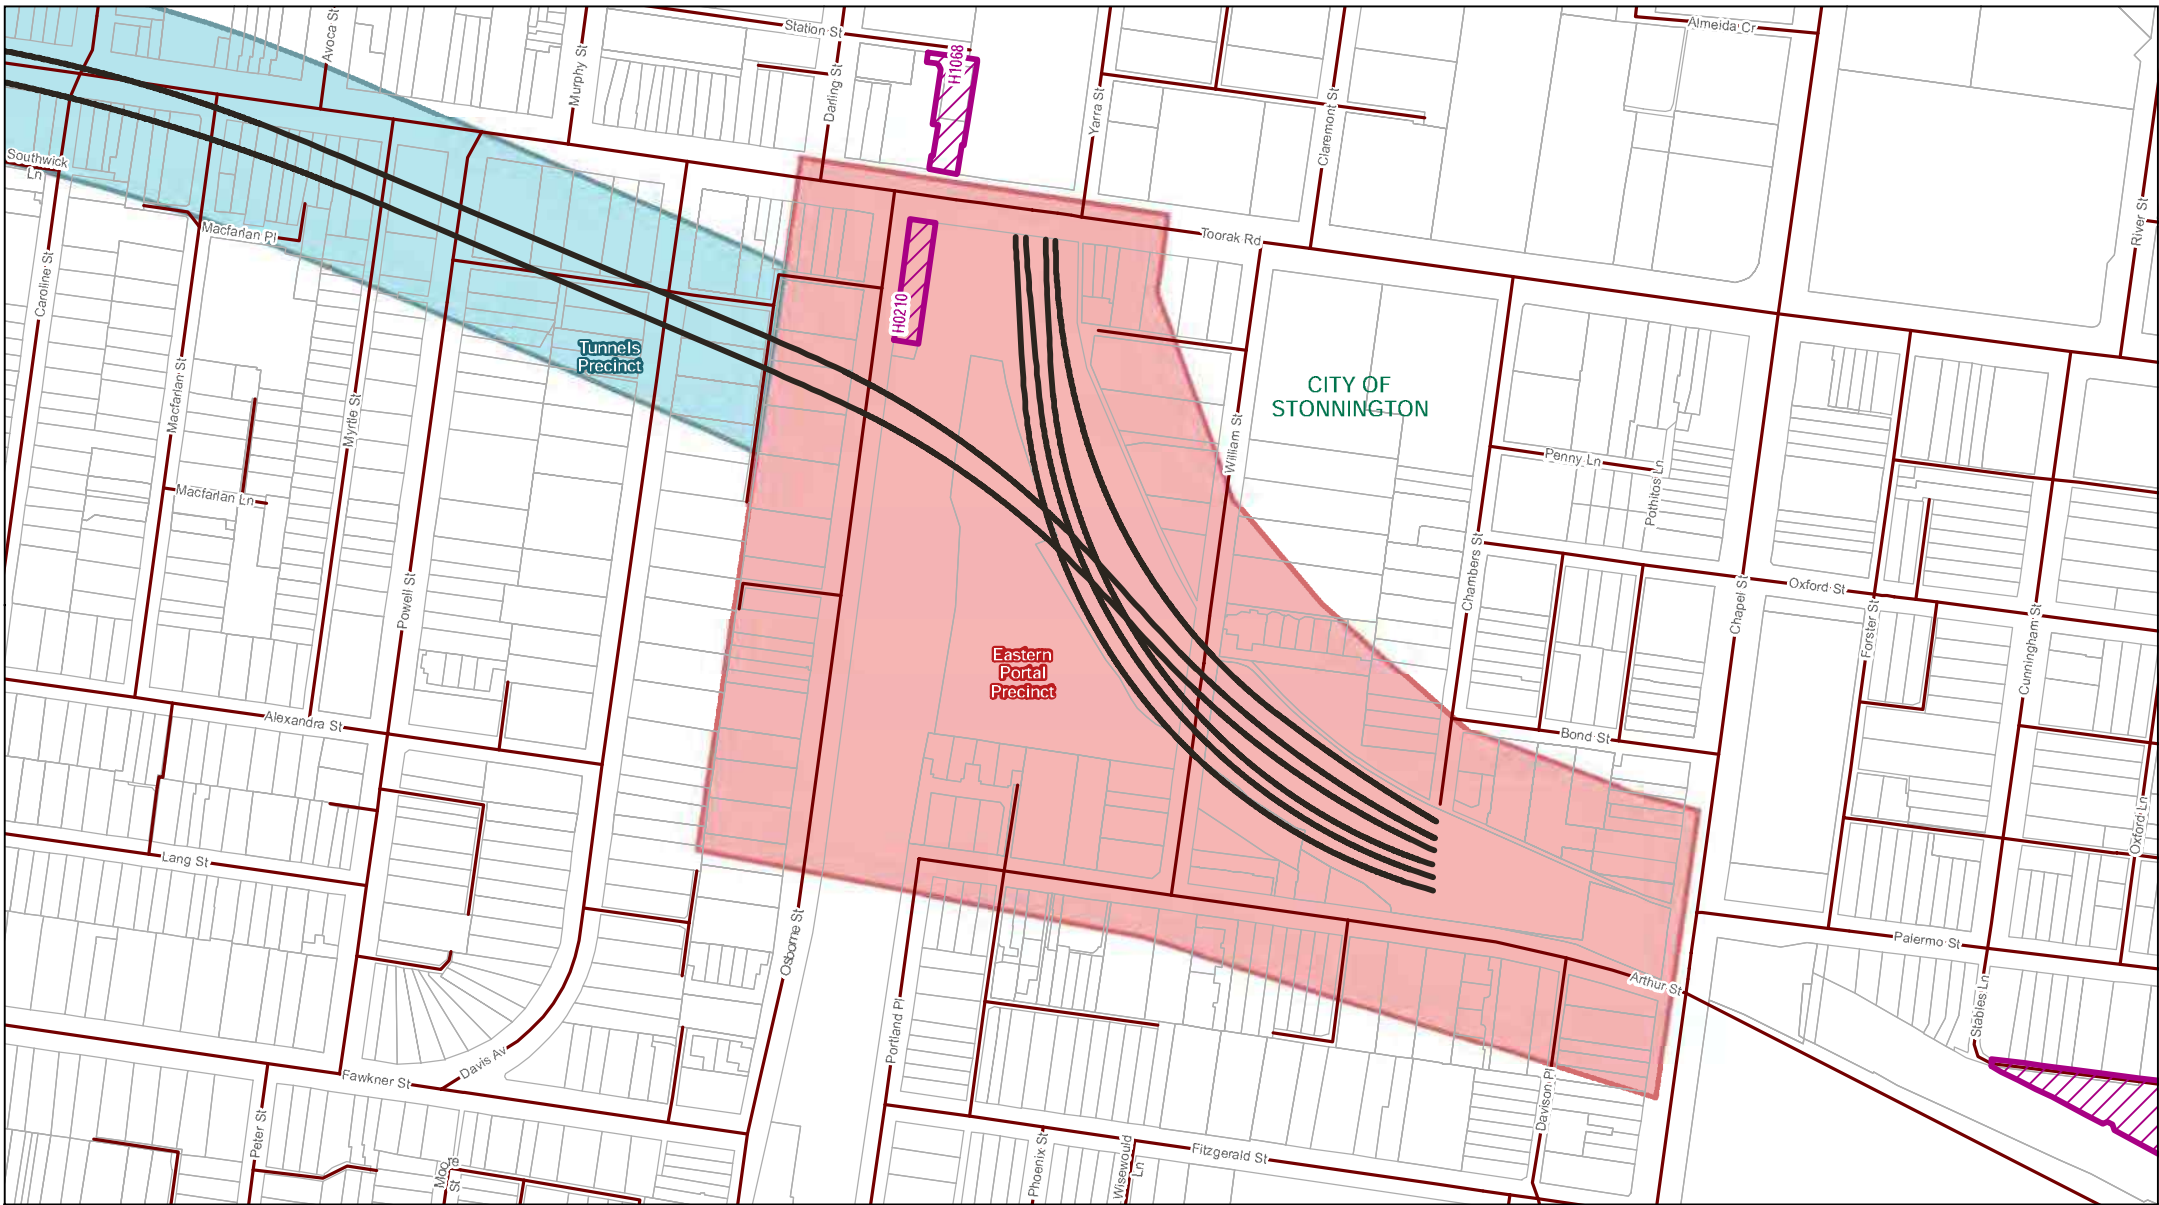 Station St
Almeida Cr
Avoca St
Murphy St
Darling St
H1068
Yarra St
Claremont St
River St
Southwick
Ln
Macfarlan Pl
Toorak Rd
Caroline St
H0210
Tunnels
Precinct
CITY OF
STONNINGTON
Macfarlan St
Myrtle St
William St
Penny Ln
Pothitos Ln
Macfarlan Ln
Powell St
Chambers St
Chapel St
Oxford St
Forster St
Cunningham St
Eastern
Portal
Precinct
Alexandra St
Bond St
Oxford Ln
Lang St
Osborne St
Palermo St
Arthur St
Stables Ln
Portland Pl
Davis Av
Fawkner St
Davison Pl
Peter St
Moore
St
Phoenix St
Wisewould
Ln
Fitzgerald St